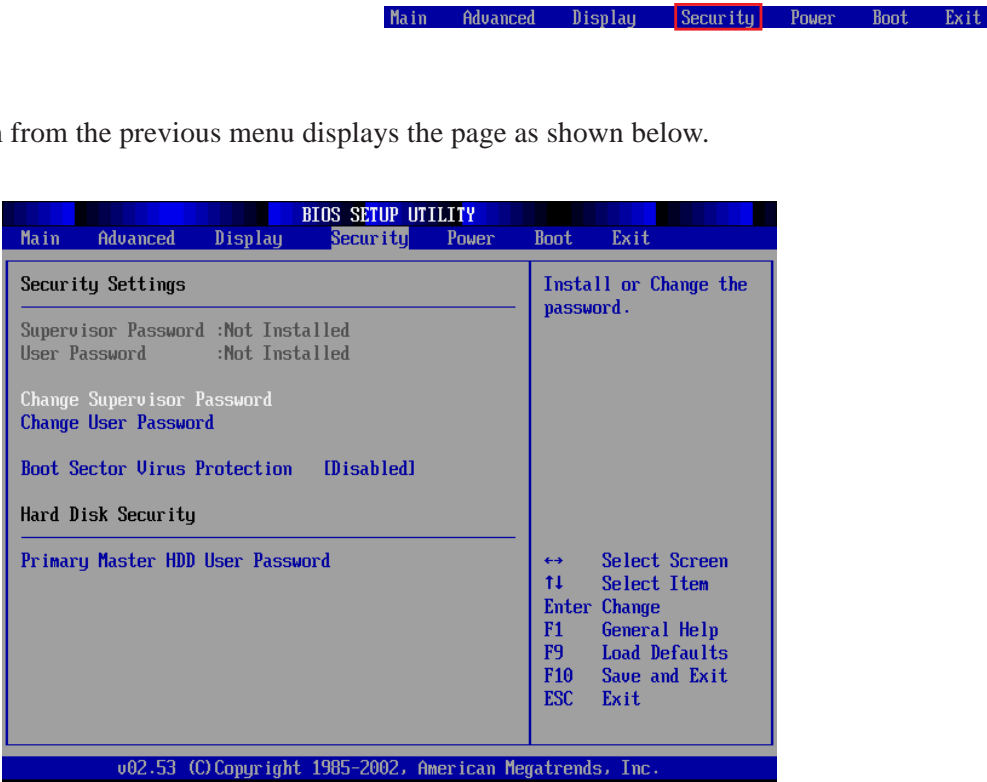 Main Advanced Display Security Power Boot Exit
from the previous menu displays the page as shown below.
BIOS SETUP UTILITY
Main Advanced Display Security Power Boot Exit
Security Settings
Supervisor Password :Not Installed
User Password :Not Installed
Change Supervisor Password
Change User Password
Boot Sector Virus Protection [Disabled]
Hard Disk Security
Primary Master HDD User Password
Install or Change the
password.
↔ Select Screen
↑↓ Select Item
Enter Change
F1 General Help
F9 Load Defaults
F10 Save and Exit
ESC Exit
v02.53 (C)Copyright 1985-2002, American Megatrends, Inc.